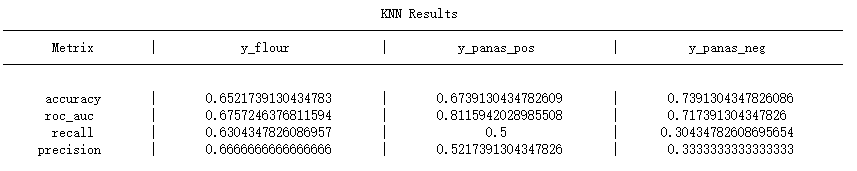 KNN Results
Metrix | y_flour | y_panas_pos | y_panas_neg
accuracy | 0.6521739130434783 | 0.6739130434782609 | 0.7391304347826086
roc_auc | 0.6757246376811594 | 0.8115942028985508 | 0.717391304347826
recall | 0.6304347826086957 | 0.5 | 0.30434782608695654
precision | 0.6666666666666666 | 0.5217391304347826 | 0.3333333333333333